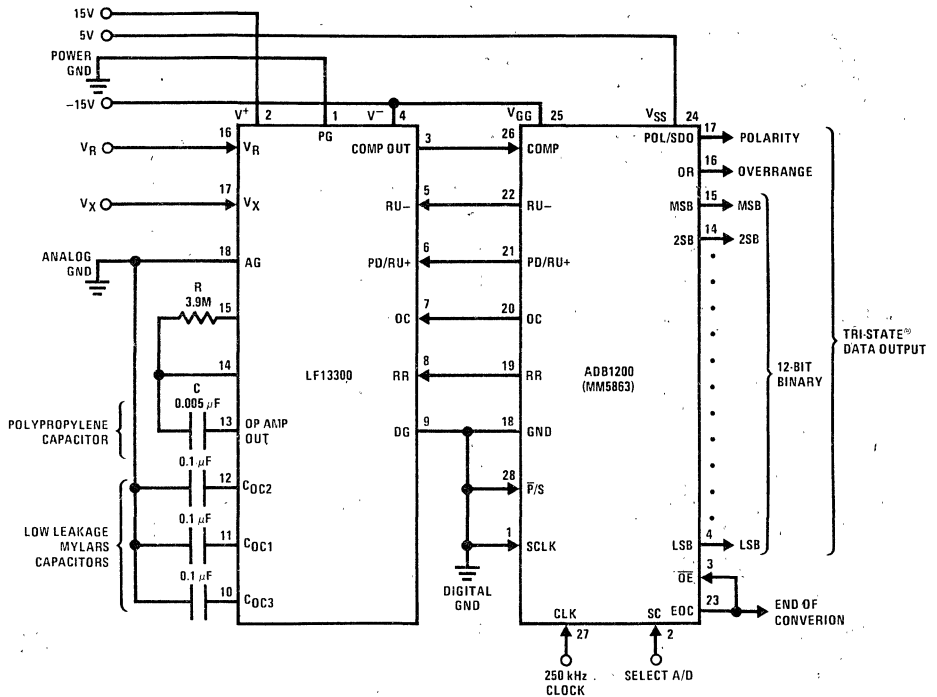 15V
5V
POWER
GND
–15V
V+ 2
1
V– 4
VGG 25
VSS 24
PG
16 VR
VR
COMP OUT 3
26 COMP
POL/SDO 17 POLARITY
OR 16 OVERRANGE
17 VX
VX
RU– 5
22 RU–
MSB 15 MSB
2SB 14 2SB
ANALOG
GND
18 AG
PD/RU+ 6
21 PD/RU+
R
3.9M
15
OC 7
20 OC
14
LF13300
RR 8
19 RR
ADB1200
(MM5863)
12-BIT
BINARY
TRI-STATE®
DATA OUTPUT
C
0.005 μF
POLYPROPYLENE
CAPACITOR
13 OP AMP
OUT
DG 9
18 GND
0.1 μF
12 COC2
28 P̅/S
LOW LEAKAGE
MYLARS
CAPACITORS
0.1 μF
11 COC1
1 SCLK
LSB 4 LSB
0.1 μF
10 COC3
DIGITAL
GND
O̅E̅ 3
EOC 23
END OF
CONVERION
CLK
27
SC
2
250 kHz
CLOCK
SELECT A/D